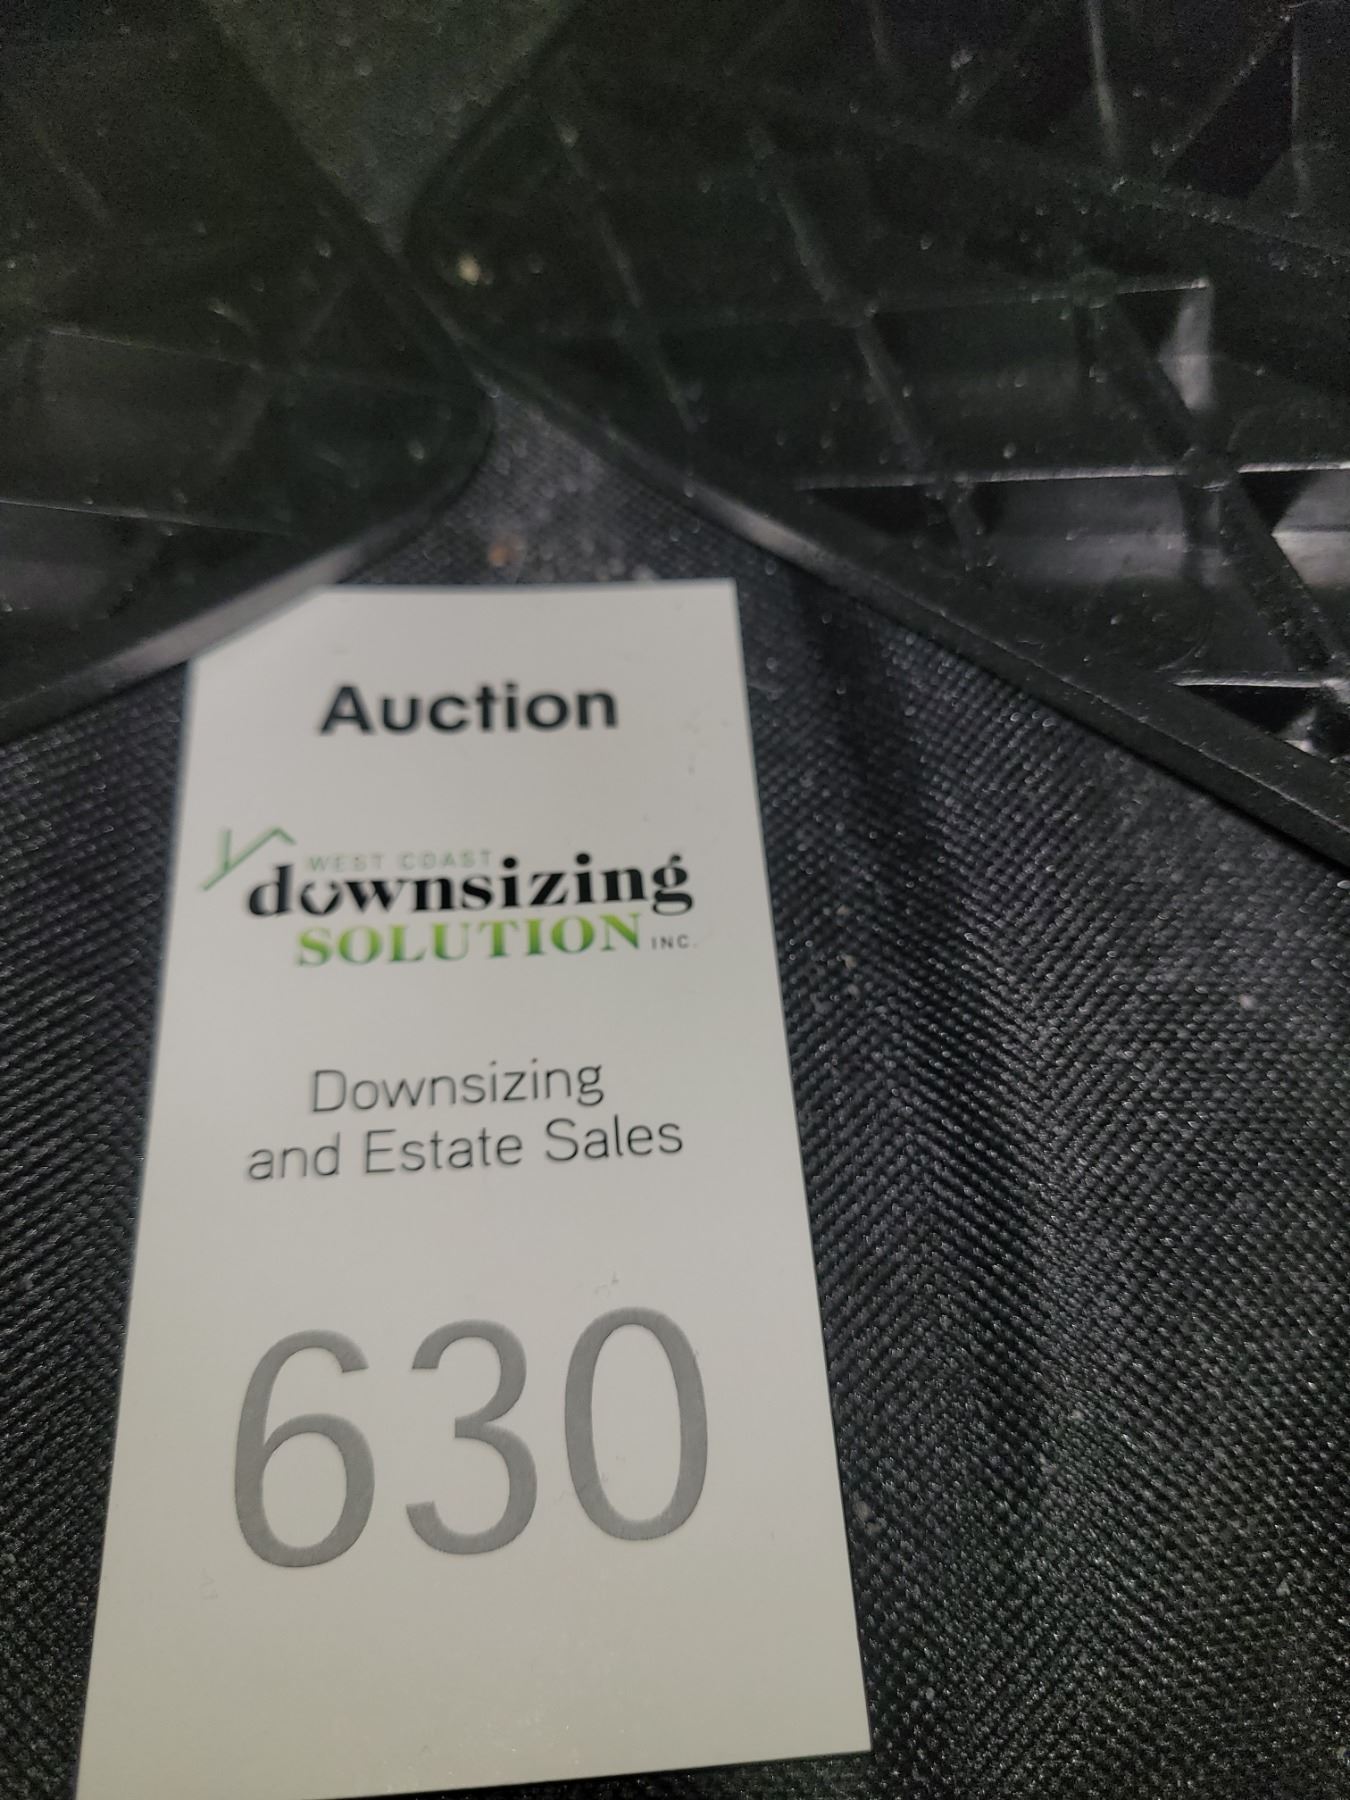 Auction
WEST COAST
downsizing
SOLUTION INC.
Downsizing
and Estate Sales
630